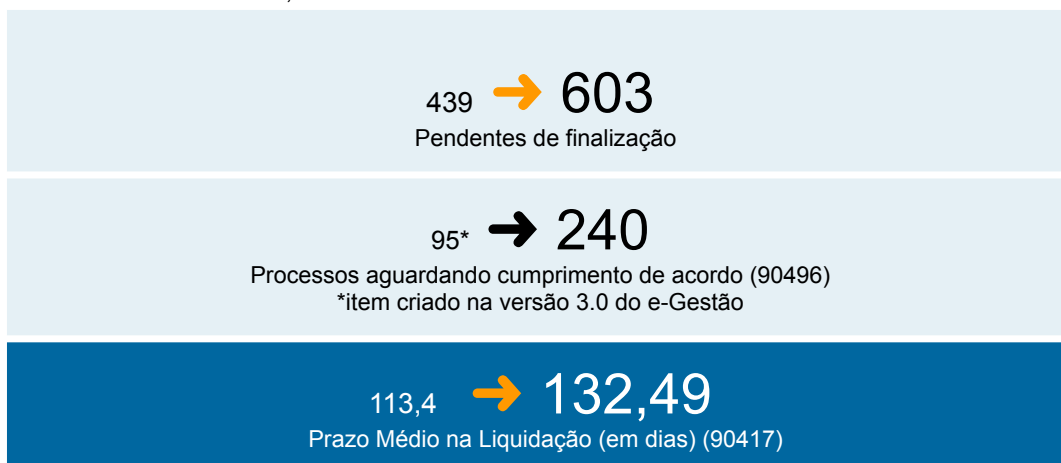 439 ➜ 603
Pendentes de finalização
95* ➜ 240
Processos aguardando cumprimento de acordo (90496)
*item criado na versão 3.0 do e-Gestão
113,4 ➜ 132,49
Prazo Médio na Liquidação (em dias) (90417)